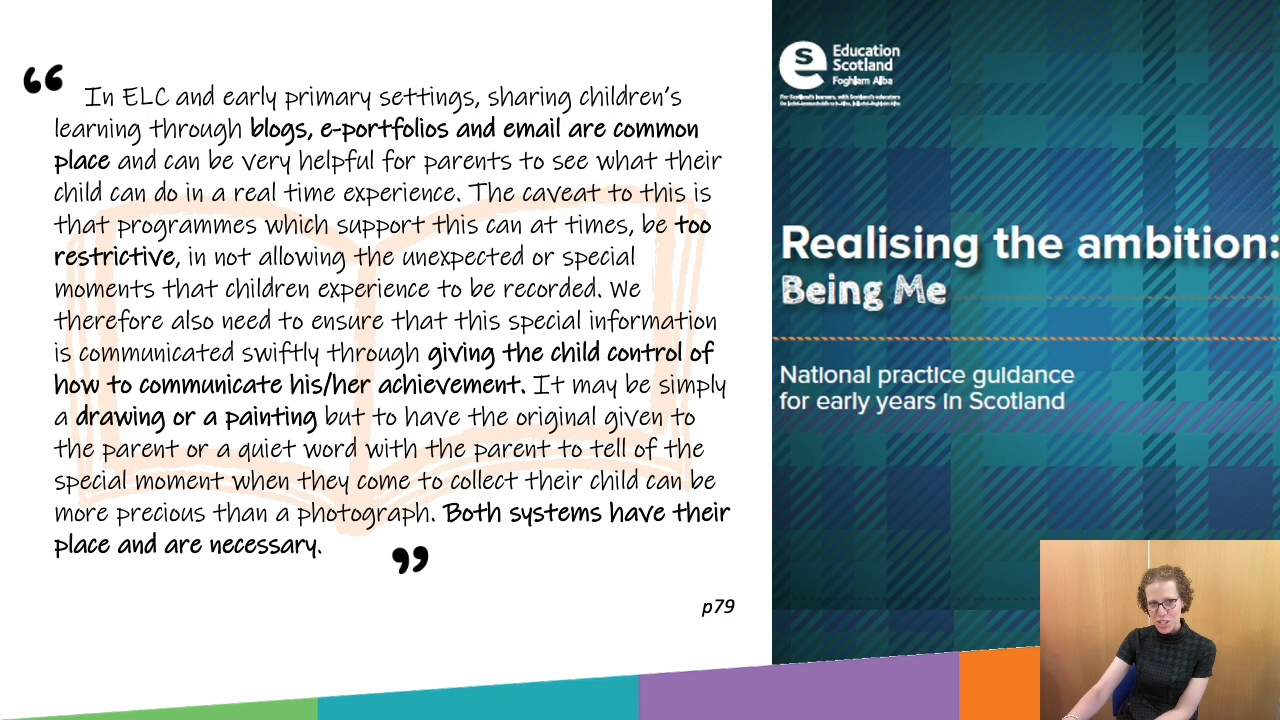 “
In ELC and early primary settings, sharing children's
learning through blogs, e-portfolios and email are common
place and can be very helpful for parents to see what their
child can do in a real time experience. The caveat to this is
that programmes which support this can at times, be too
restrictive, in not allowing the unexpected or special
moments that children experience to be recorded. We
therefore also need to ensure that this special information
is communicated swiftly through giving the child control of
how to communicate his/her achievement. It may be simply
a drawing or a painting but to have the original given to
the parent or a quiet word with the parent to tell of the
special moment when they come to collect their child can be
more precious than a photograph. Both systems have their
place and are necessary.
”
p79
Education
Scotland
Foghlam Alba
For Scotland's learners, with Scotland's educators
Realising the ambition:
Being Me
National practice guidance
for early years in Scotland